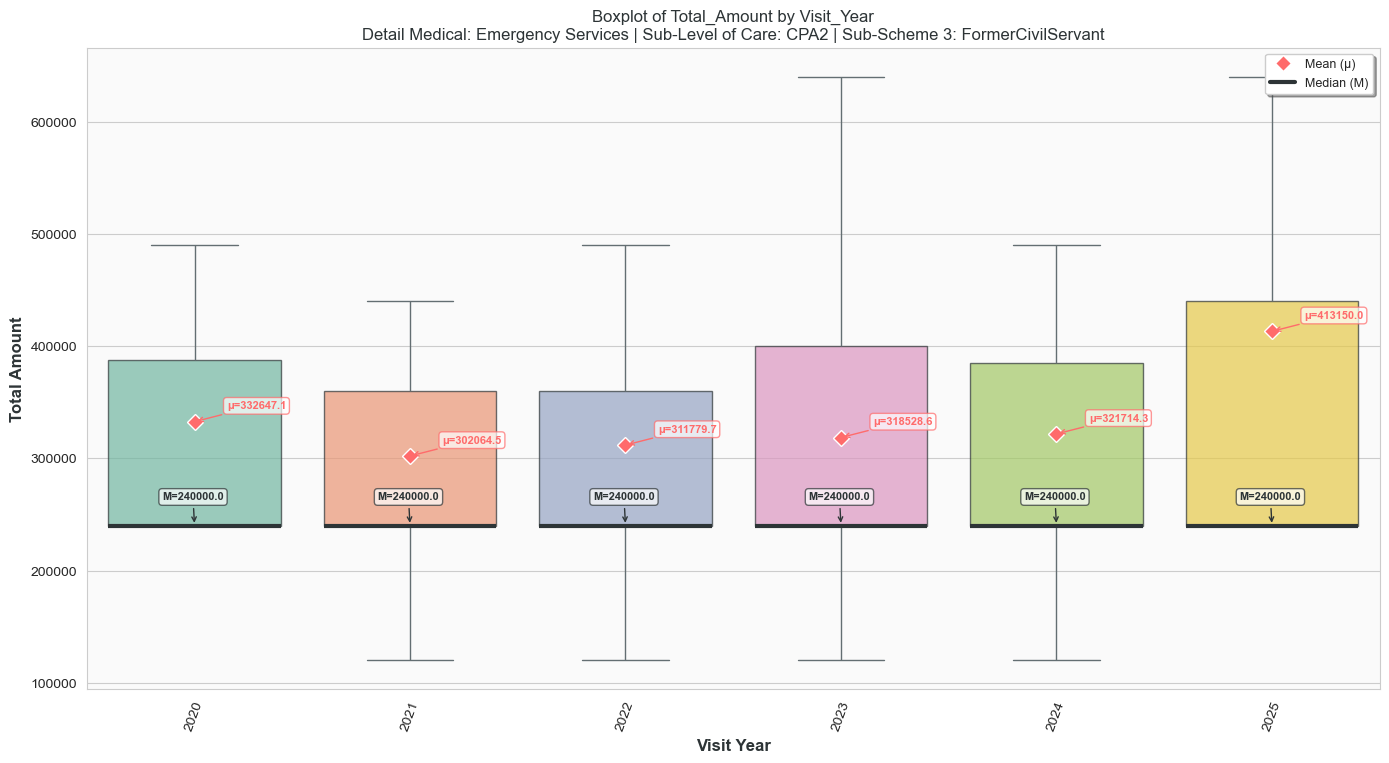 Boxplot of Total_Amount by Visit_Year
Detail Medical: Emergency Services | Sub-Level of Care: CPA2 | Sub-Scheme 3: FormerCivilServant
Mean (μ)
Median (M)
Total Amount
600000
500000
400000
300000
200000
100000
μ=332647.1
μ=302064.5
μ=311779.7
μ=318528.6
μ=321714.3
μ=413150.0
M=240000.0
M=240000.0
M=240000.0
M=240000.0
M=240000.0
M=240000.0
2020
2021
2022
2023
2024
2025
Visit Year